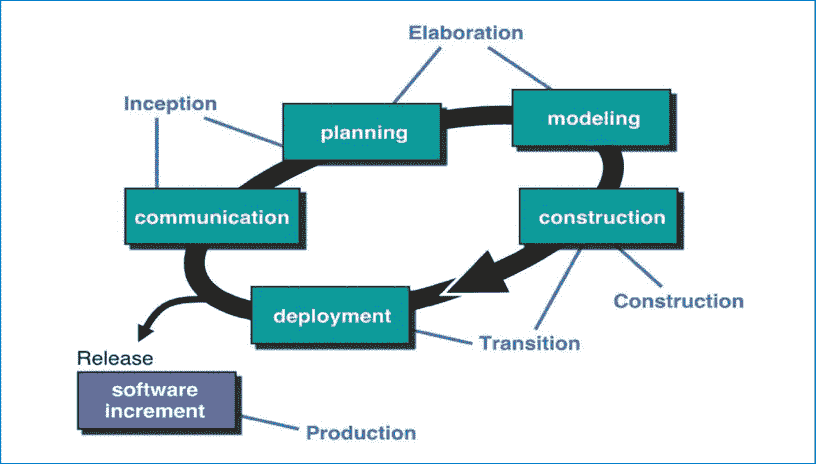 Elaboration
Inception
planning
modeling
communication
construction
deployment
Construction
Transition
Release
software
increment
Production